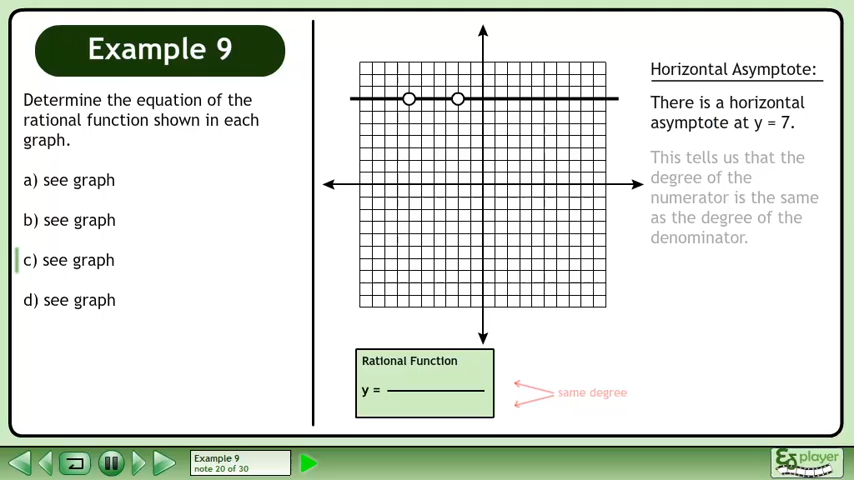 Example 9
Determine the equation of the
rational function shown in each
graph.
a) see graph
b) see graph
c) see graph
d) see graph
Horizontal Asymptote:
There is a horizontal
asymptote at y = 7.
This tells us that the
degree of the
numerator is the same
as the degree of the
denominator.
Rational Function
y =
same degree
Example 9
note 20 of 30
player